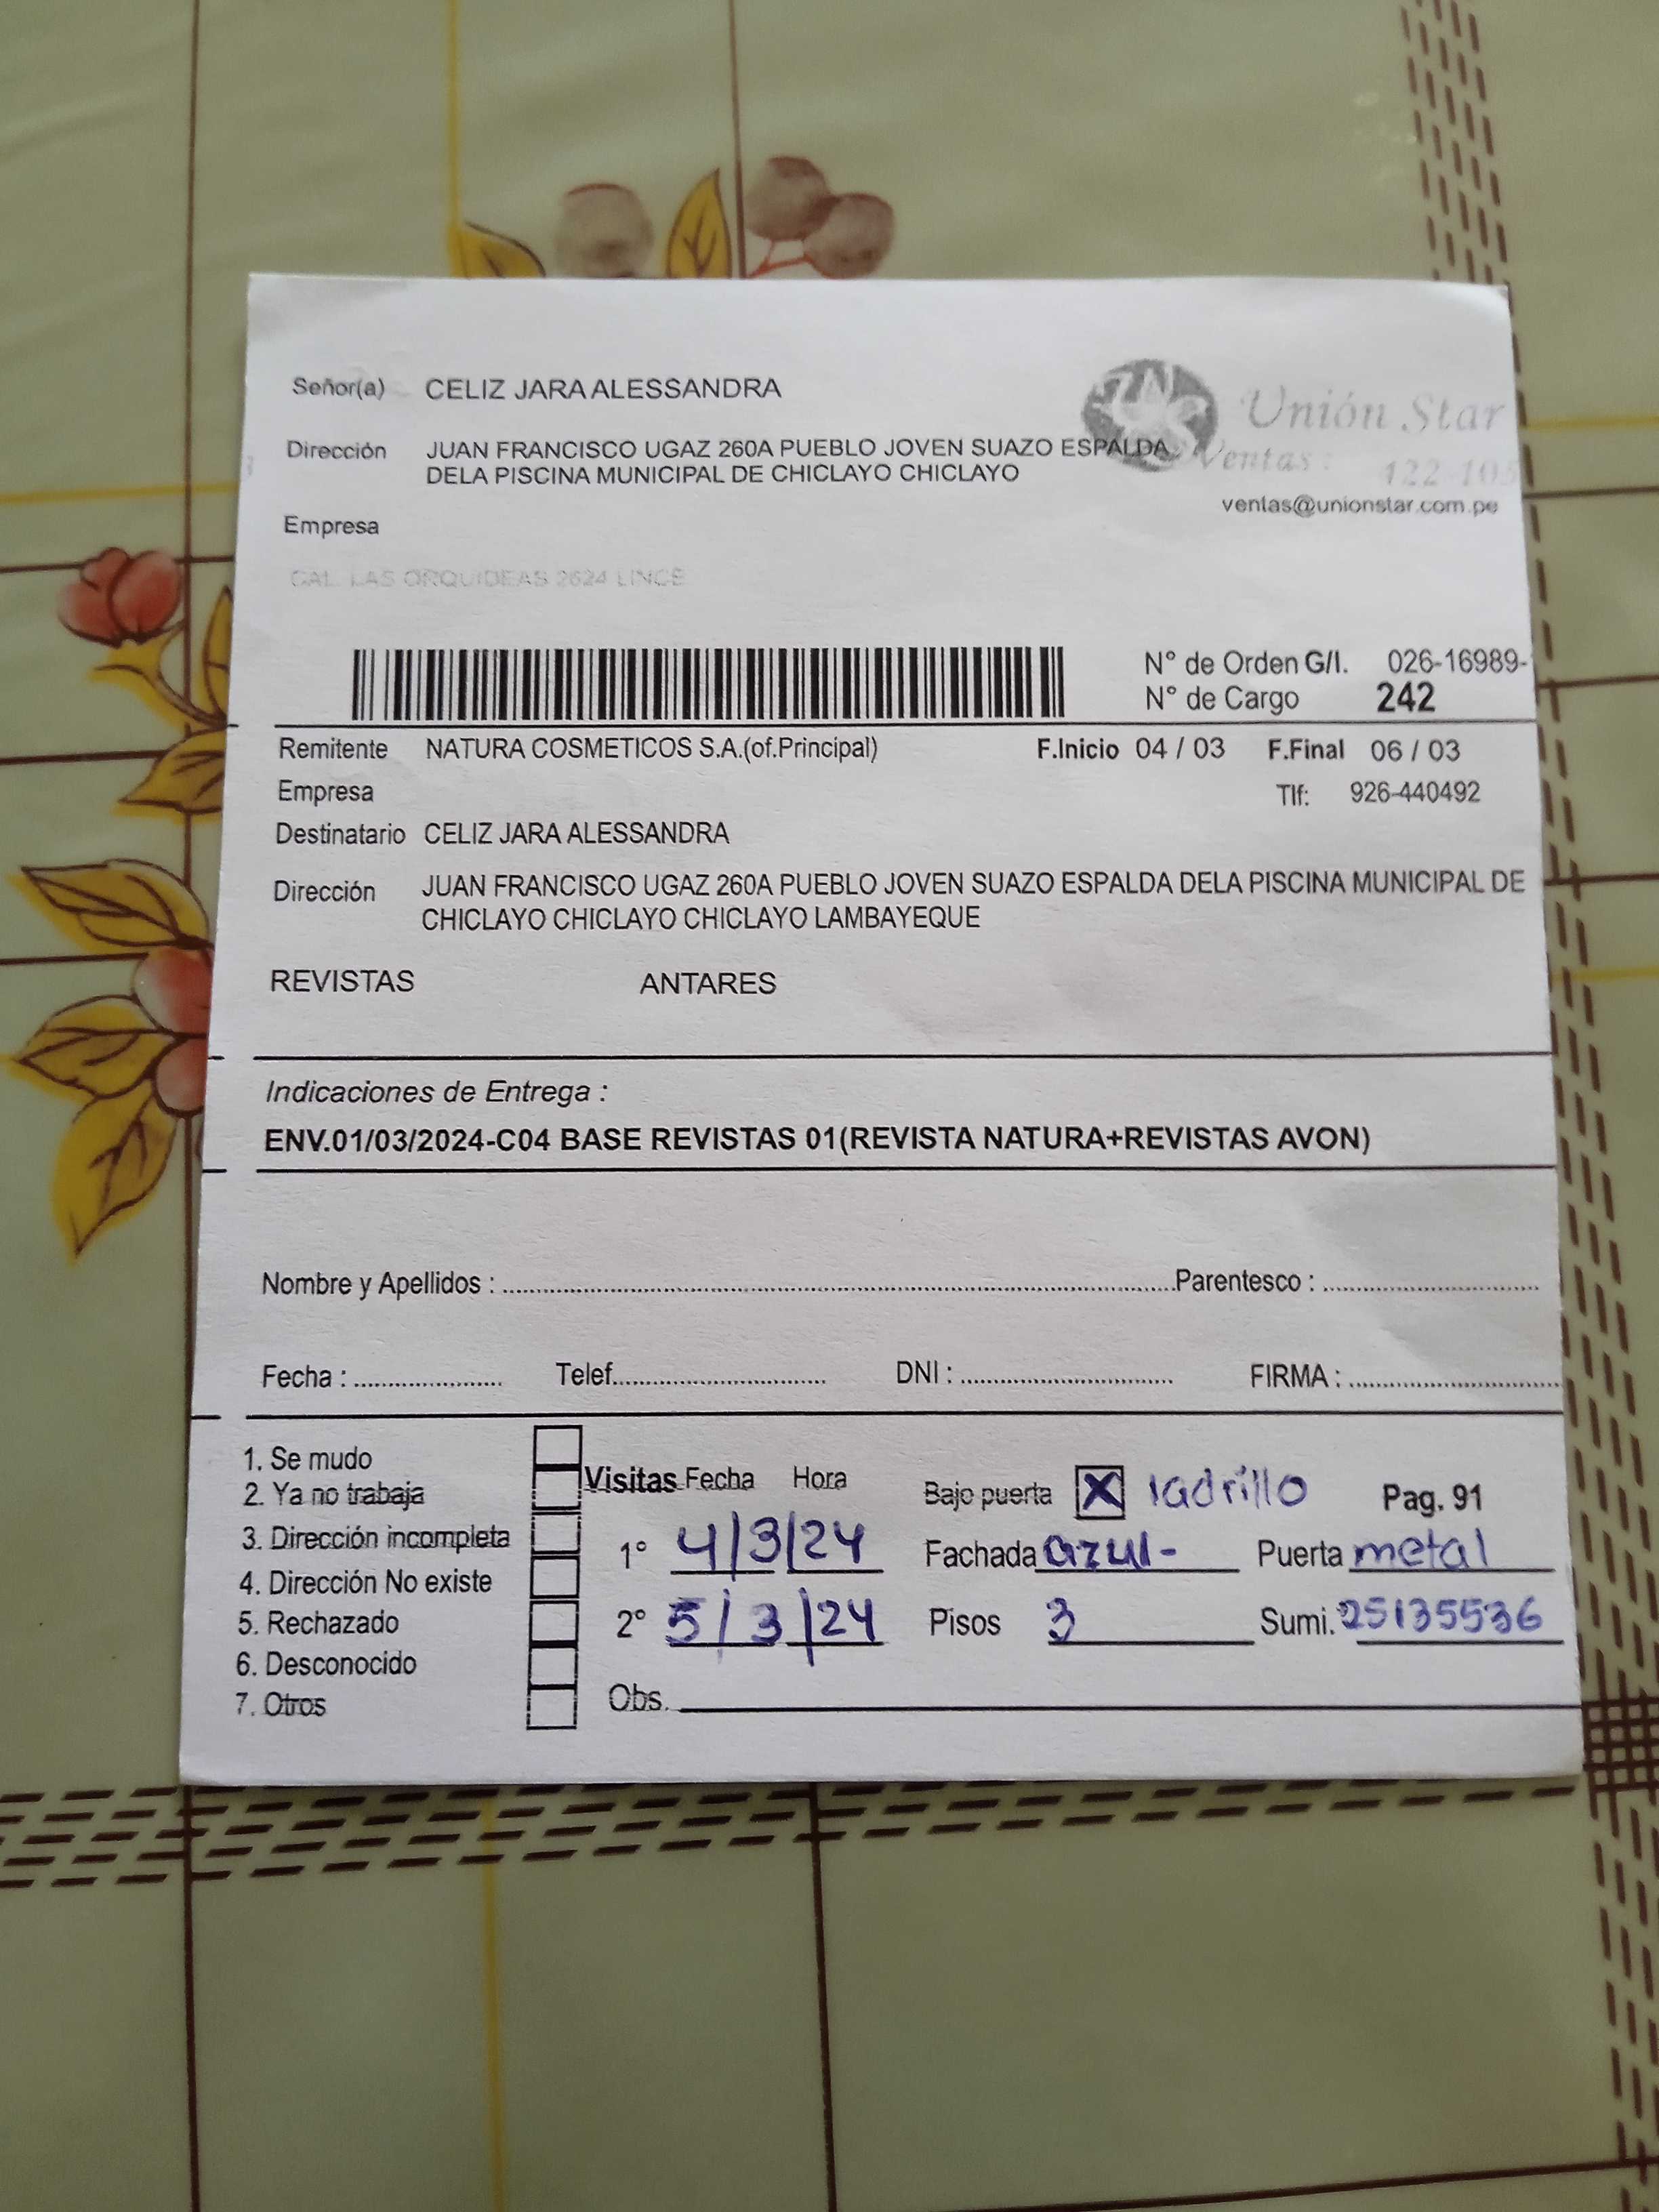 Señor(a) CELIZ JARA ALESSANDRA
Unión Star
Dirección JUAN FRANCISCO UGAZ 260A PUEBLO JOVEN SUAZO ESPALDA
DELA PISCINA MUNICIPAL DE CHICLAYO CHICLAYO
Ventas: 422-105
ventas@unionstar.com.pe
Empresa
CAL. LAS ORQUIDEAS 2624 LINCE
N° de Orden G/I. 026-16989-
N° de Cargo 242
Remitente NATURA COSMETICOS S.A.(of.Principal) F.Inicio 04 / 03 F.Final 06 / 03
Empresa Tlf: 926-440492
Destinatario CELIZ JARA ALESSANDRA
Dirección JUAN FRANCISCO UGAZ 260A PUEBLO JOVEN SUAZO ESPALDA DELA PISCINA MUNICIPAL DE
CHICLAYO CHICLAYO CHICLAYO LAMBAYEQUE
REVISTAS ANTARES
Indicaciones de Entrega :
ENV.01/03/2024-C04 BASE REVISTAS 01(REVISTA NATURA+REVISTAS AVON)
Nombre y Apellidos : Parentesco :
Fecha : Telef. DNI : FIRMA :
1. Se mudo
2. Ya no trabaja
3. Dirección incompleta
4. Dirección No existe
5. Rechazado
6. Desconocido
7. Otros
Visitas Fecha Hora
1° 4/3/24
2° 5/3/24
Obs.
Bajo puerta X ladrillo Pag. 91
Fachada azul- Puerta metal
Pisos 3 Sumi. 25135536